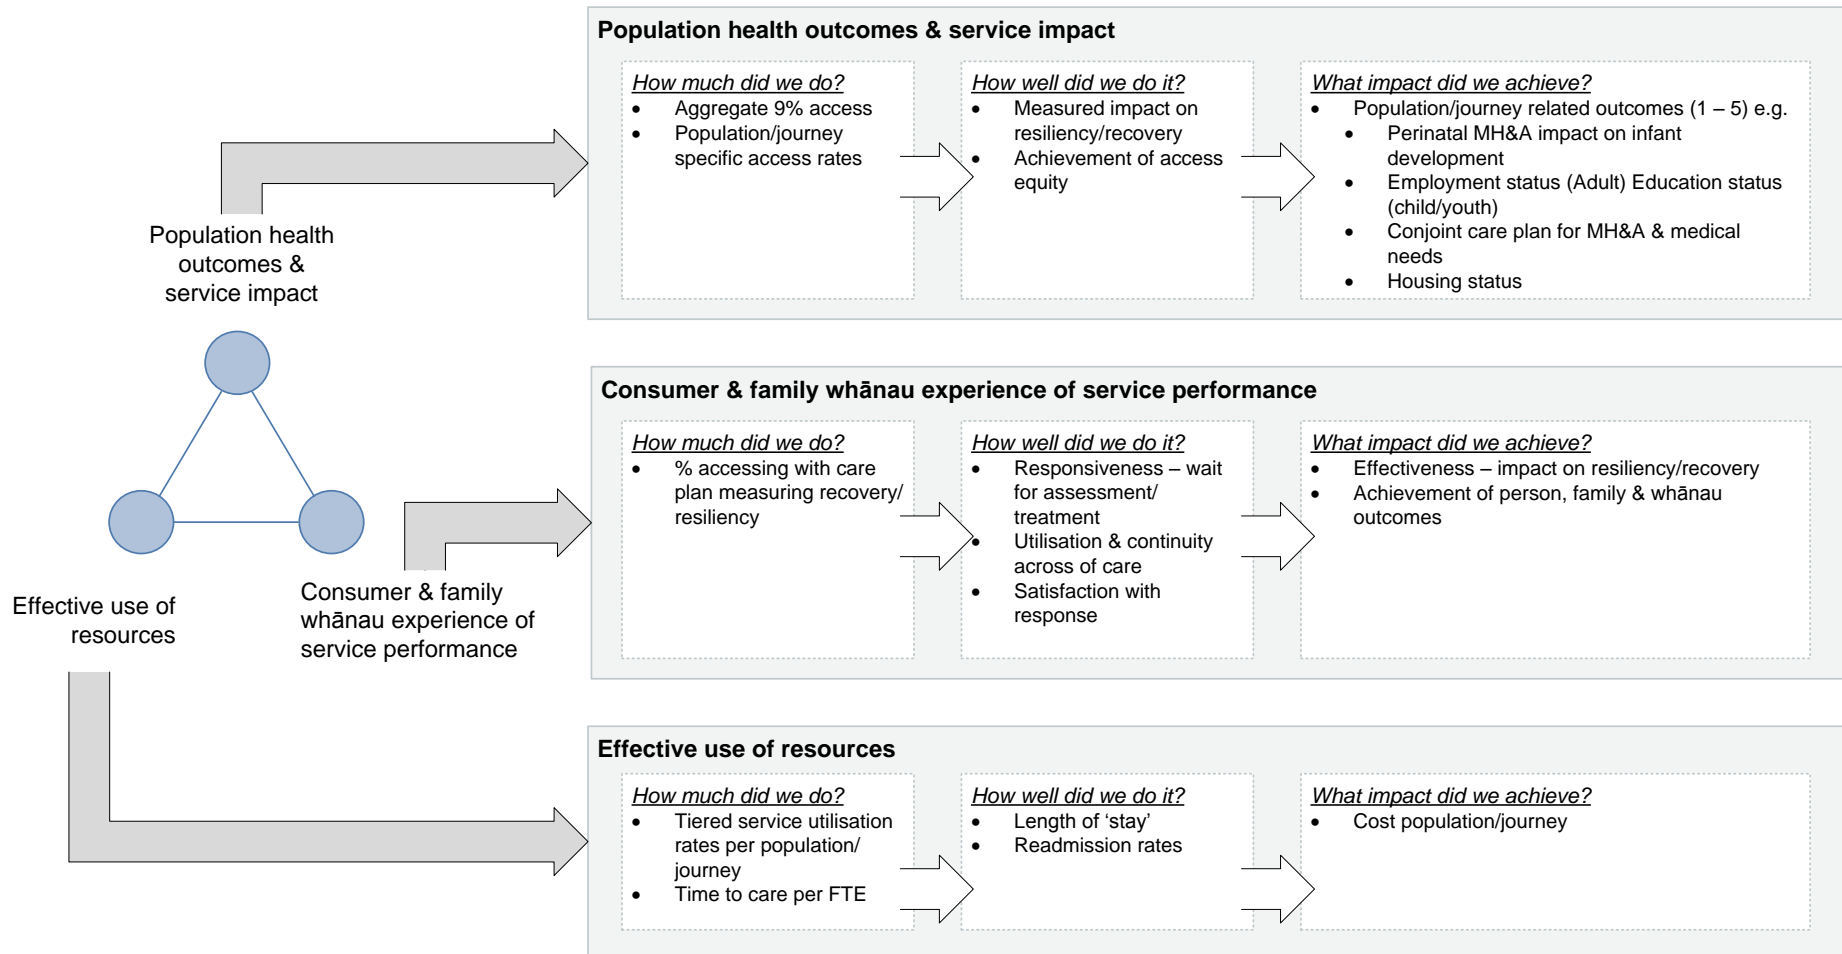 Population health
outcomes &
service impact
Effective use of
resources
Consumer & family
whānau experience of
service performance
Population health outcomes & service impact
How much did we do?
• Aggregate 9% access
• Population/journey
specific access rates
How well did we do it?
• Measured impact on
resiliency/recovery
• Achievement of access
equity
What impact did we achieve?
• Population/journey related outcomes (1 – 5) e.g.
• Perinatal MH&A impact on infant
development
• Employment status (Adult) Education status
(child/youth)
• Conjoint care plan for MH&A & medical
needs
• Housing status
Consumer & family whānau experience of service performance
How much did we do?
• % accessing with care
plan measuring recovery/
resiliency
How well did we do it?
• Responsiveness – wait
for assessment/
treatment
• Utilisation & continuity
across of care
• Satisfaction with
response
What impact did we achieve?
• Effectiveness – impact on resiliency/recovery
• Achievement of person, family & whānau
outcomes
Effective use of resources
How much did we do?
• Tiered service utilisation
rates per population/
journey
• Time to care per FTE
How well did we do it?
• Length of ‘stay’
• Readmission rates
What impact did we achieve?
• Cost population/journey